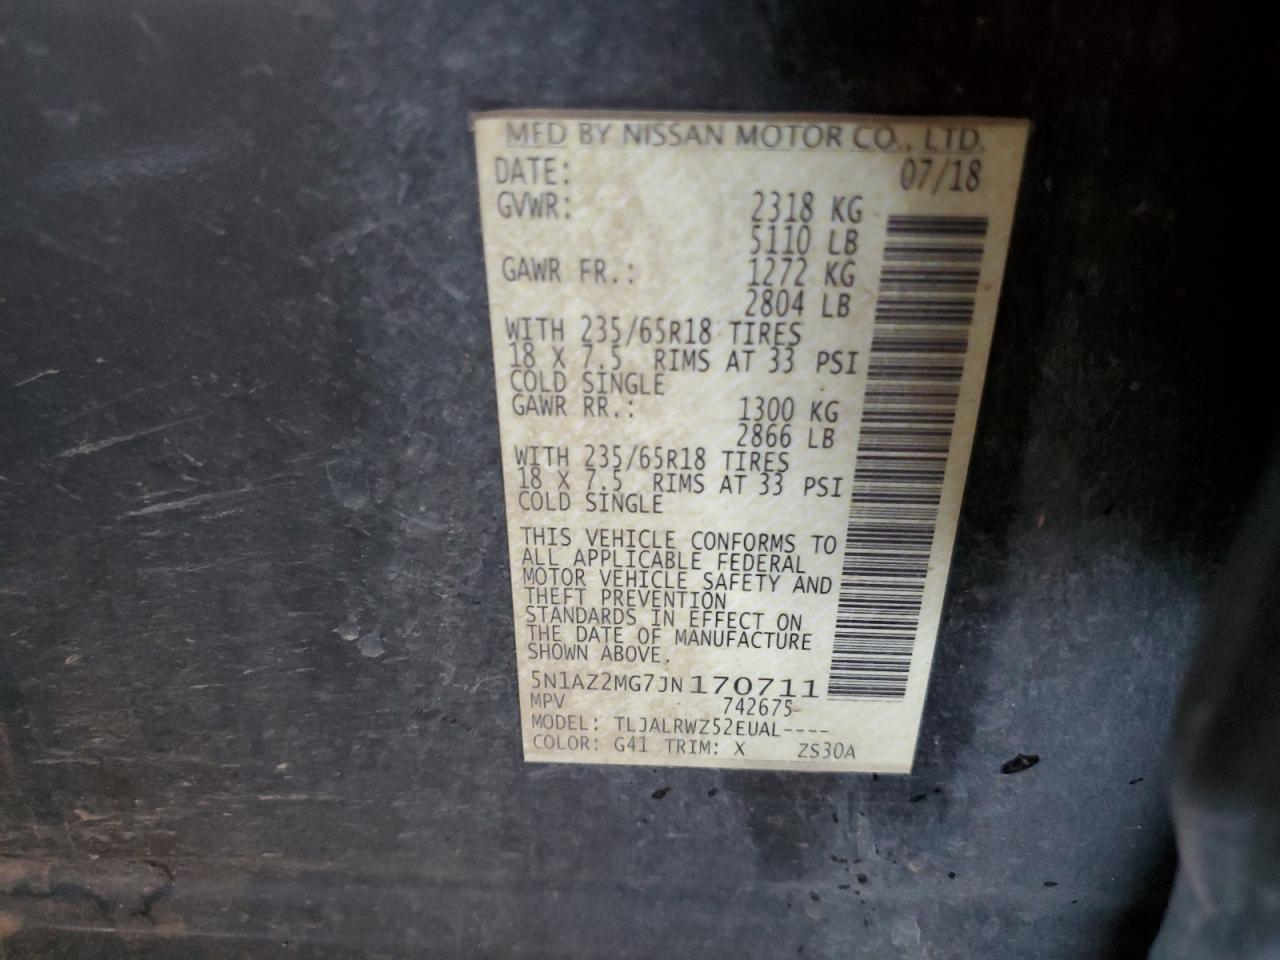 MFD BY NISSAN MOTOR CO., LTD.
DATE: 07/18
GVWR: 2318 KG
5110 LB
GAWR FR.: 1272 KG
2804 LB
WITH 235/65R18 TIRES
18 X 7.5 RIMS AT 33 PSI
COLD SINGLE
GAWR RR.: 1300 KG
2866 LB
WITH 235/65R18 TIRES
18 X 7.5 RIMS AT 33 PSI
COLD SINGLE
THIS VEHICLE CONFORMS TO
ALL APPLICABLE FEDERAL
MOTOR VEHICLE SAFETY AND
THEFT PREVENTION
STANDARDS IN EFFECT ON
THE DATE OF MANUFACTURE
SHOWN ABOVE.
5N1AZ2MG7JN170711
MPV 742675
MODEL: TLJALRWZ52EUAL----
COLOR: G41 TRIM: X ZS30A